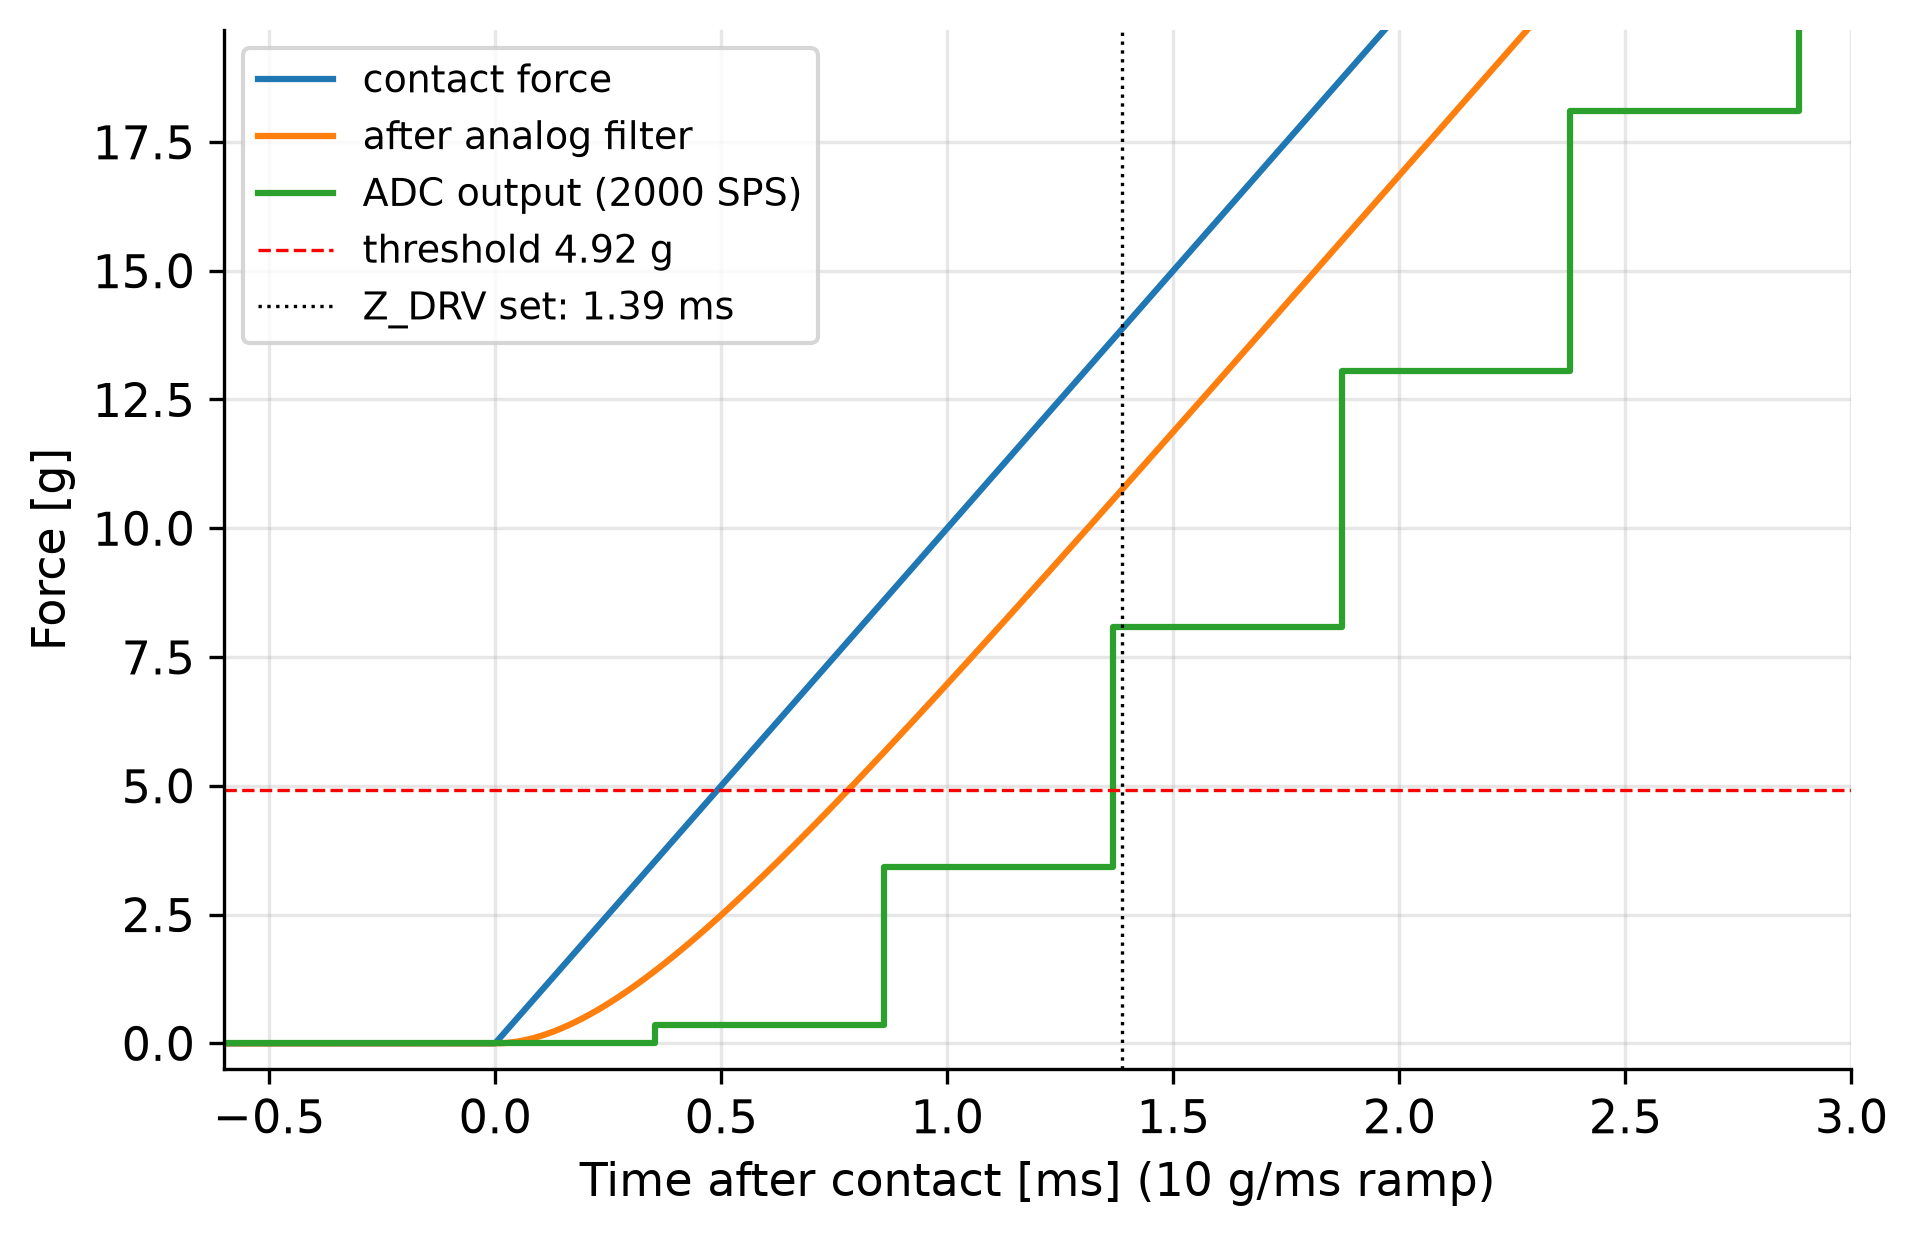 contact force
after analog filter
ADC output (2000 SPS)
threshold 4.92 g
Z_DRV set: 1.39 ms
Force [g]
17.5
15.0
12.5
10.0
7.5
5.0
2.5
0.0
−0.5 0.0 0.5 1.0 1.5 2.0 2.5 3.0
Time after contact [ms] (10 g/ms ramp)